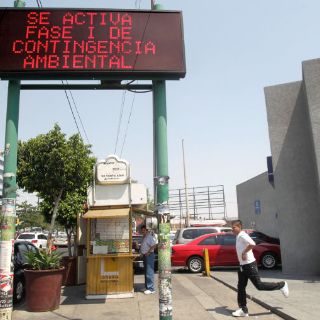 SE ACTIVA
FASE I DE
CONTINGENCIA
AMBIENTAL